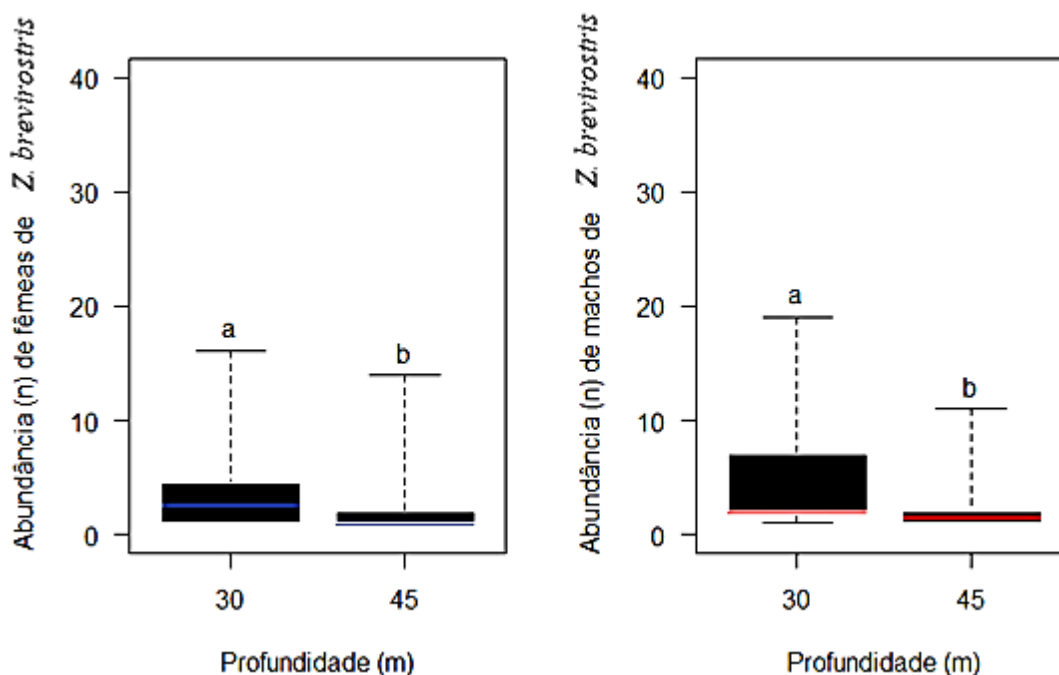 Abundância (n) de fêmeas de Z. brevirostris
40
30
20
10
0
a
b
30 45
Profundidade (m)
Abundância (n) de machos de Z. brevirostris
40
30
20
10
0
a
b
30 45
Profundidade (m)